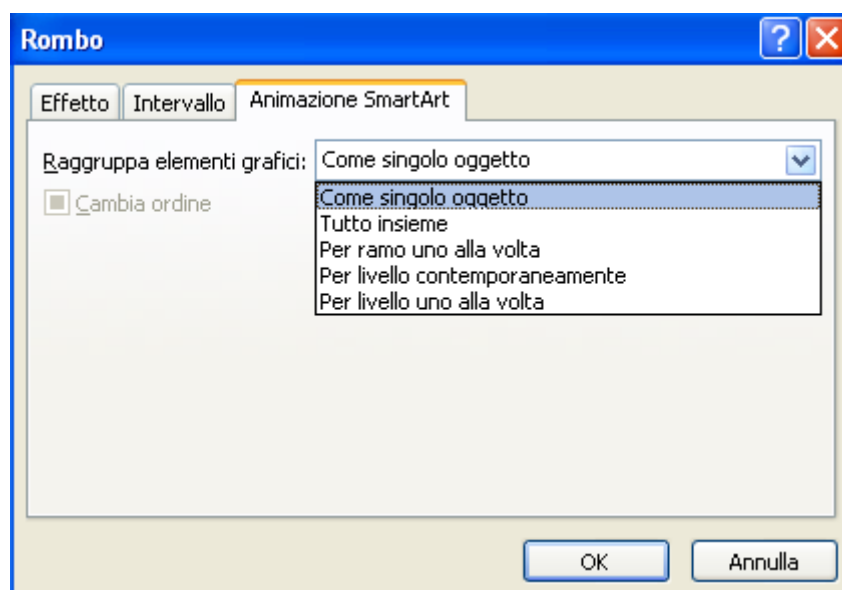 Rombo
Effetto Intervallo Animazione SmartArt
Raggruppa elementi grafici: Come singolo oggetto
Cambia ordine
Come singolo oggetto
Tutto insieme
Per ramo uno alla volta
Per livello contemporaneamente
Per livello uno alla volta
OK Annulla